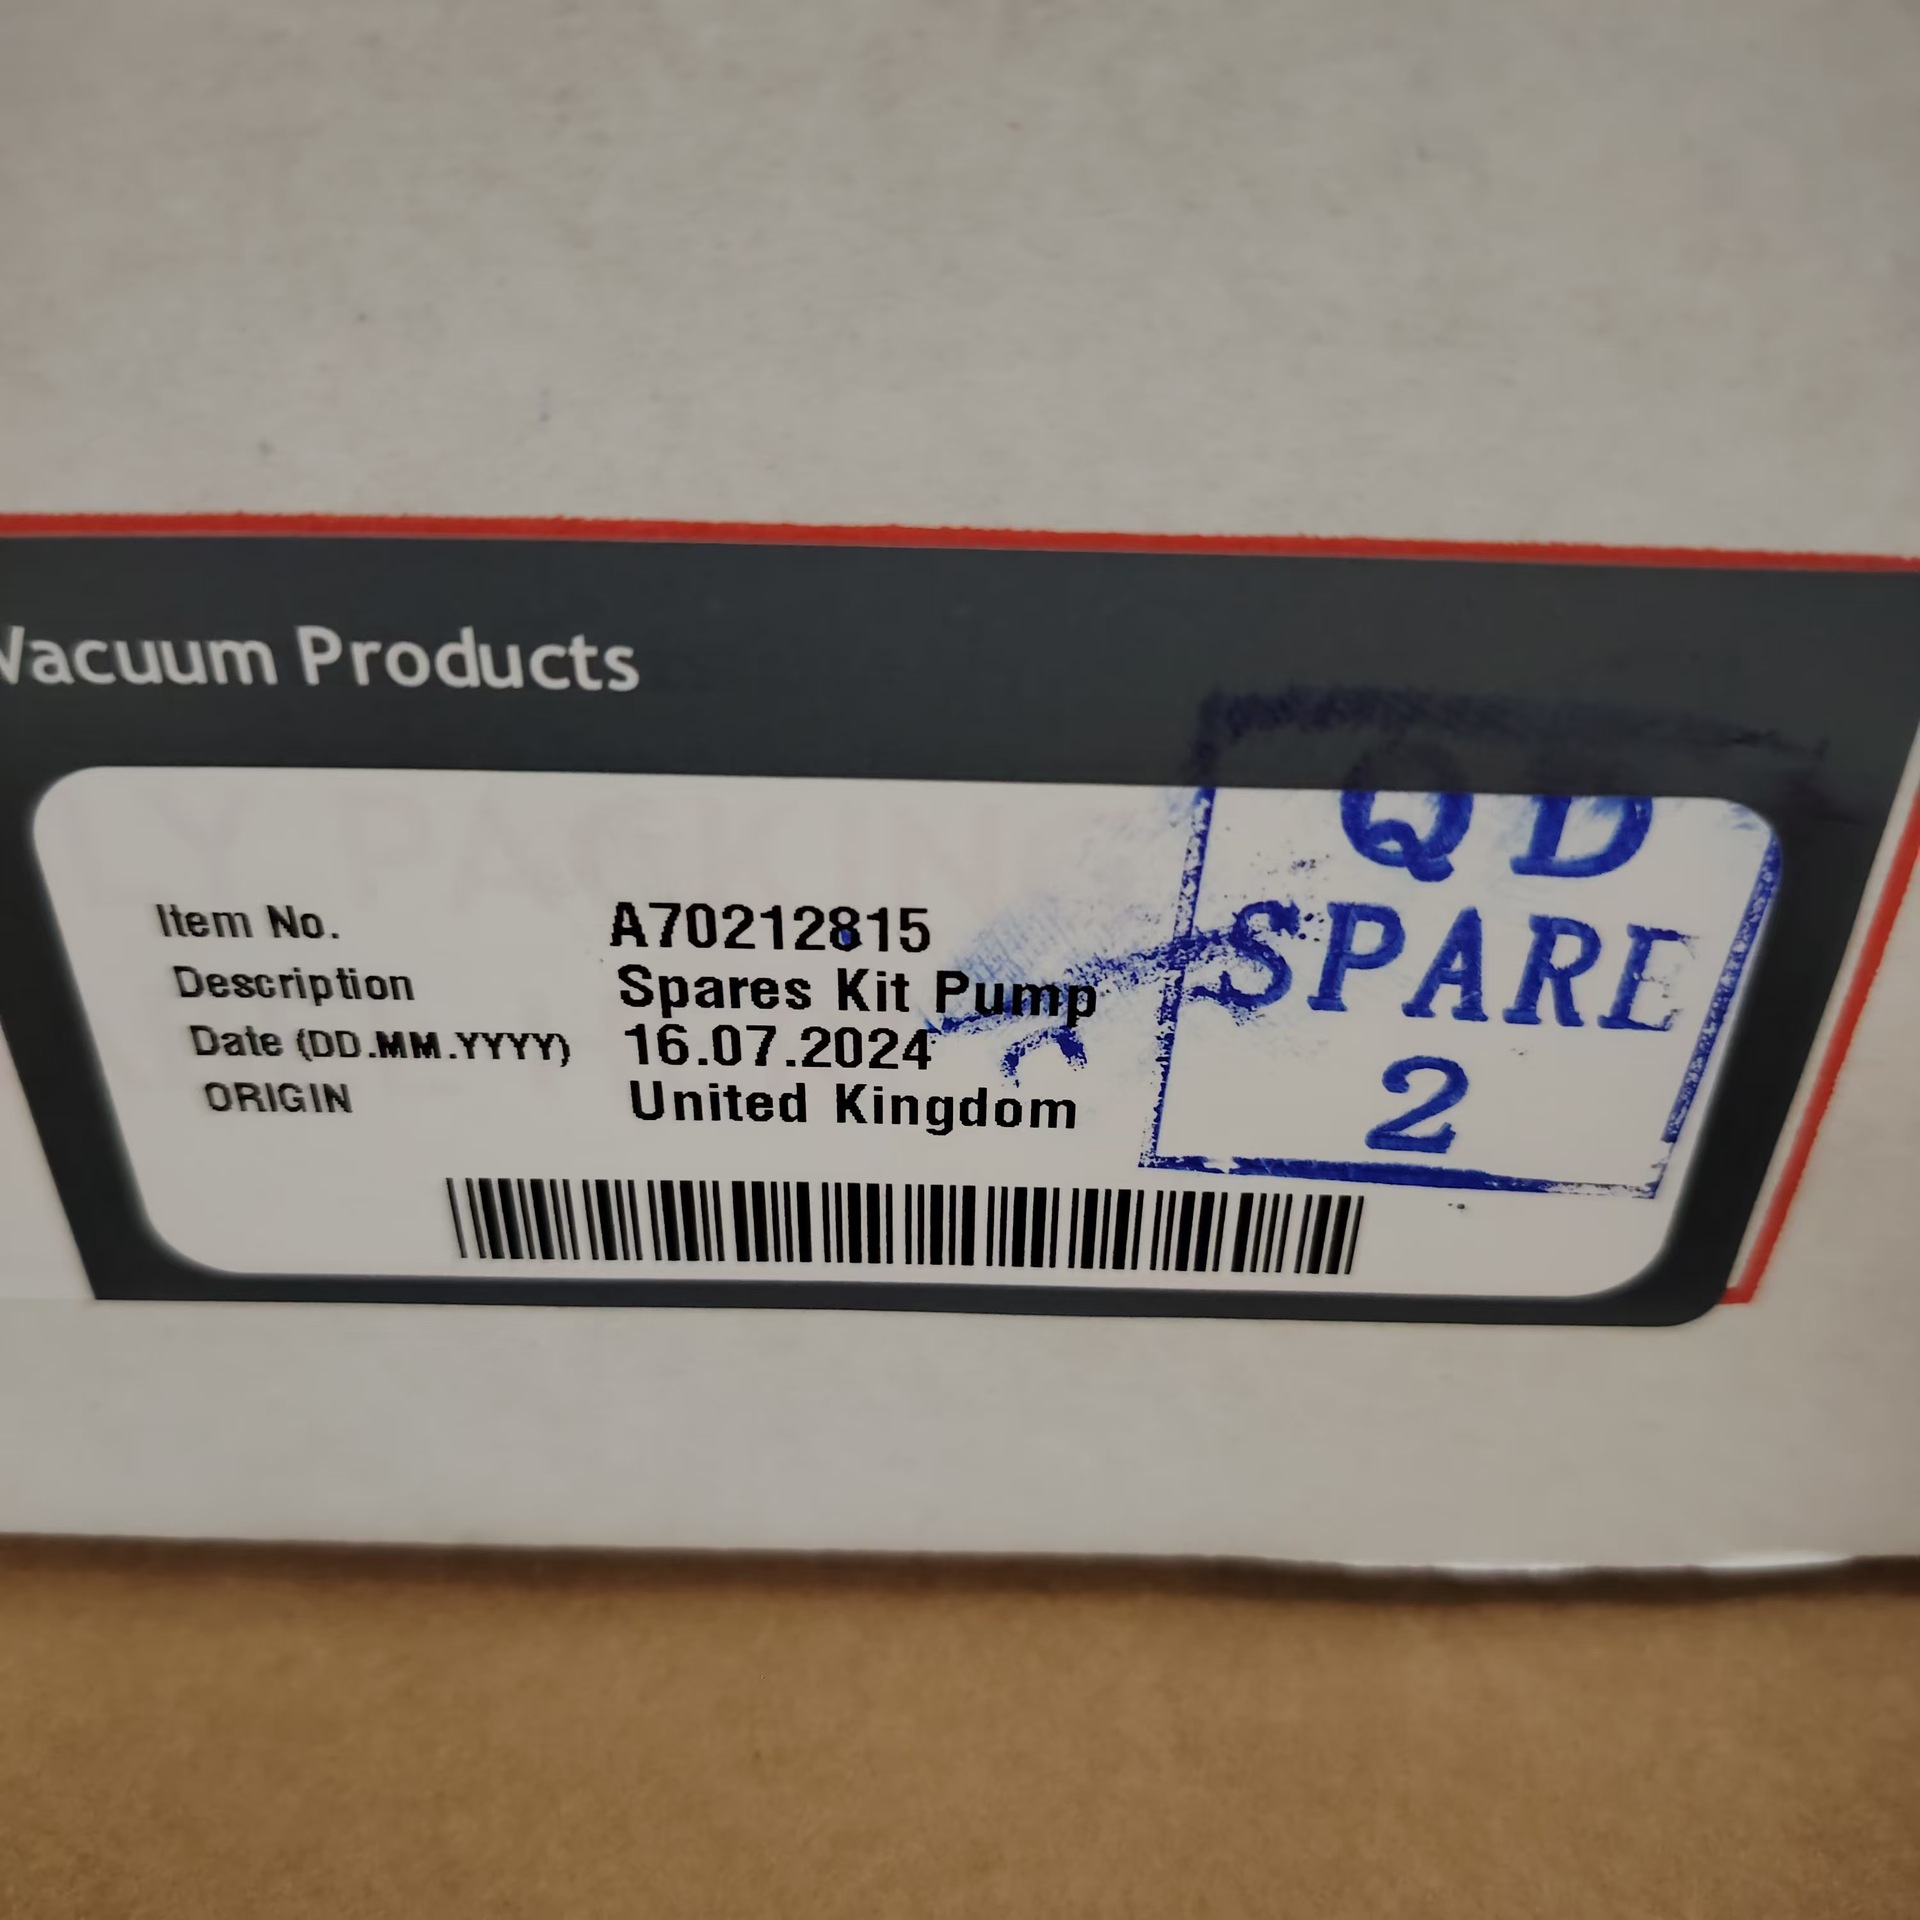 Vacuum Products
Item No. A70212815
Description Spares Kit Pump
Date (DD.MM.YYYY) 16.07.2024
ORIGIN United Kingdom
QD
SPARE
2